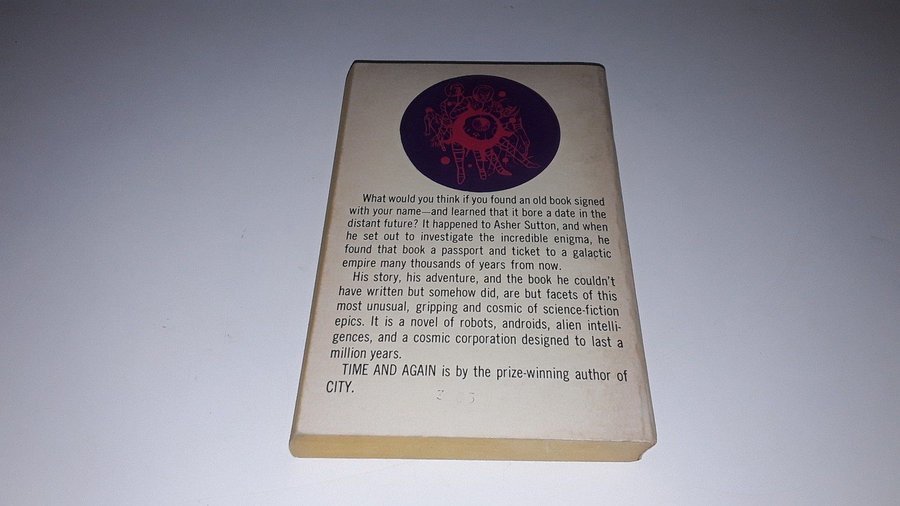 What would you think if you found an old book signed
with your name—and learned that it bore a date in the
distant future? It happened to Asher Sutton, and when
he set out to investigate the incredible enigma, he
found that book a passport and ticket to a galactic
empire many thousands of years from now.
His story, his adventure, and the book he couldn't
have written but somehow did, are but facets of this
most unusual, gripping and cosmic of science-fiction
epics. It is a novel of robots, androids, alien intelli-
gences, and a cosmic corporation designed to last a
million years.
TIME AND AGAIN is by the prize-winning author of
CITY.